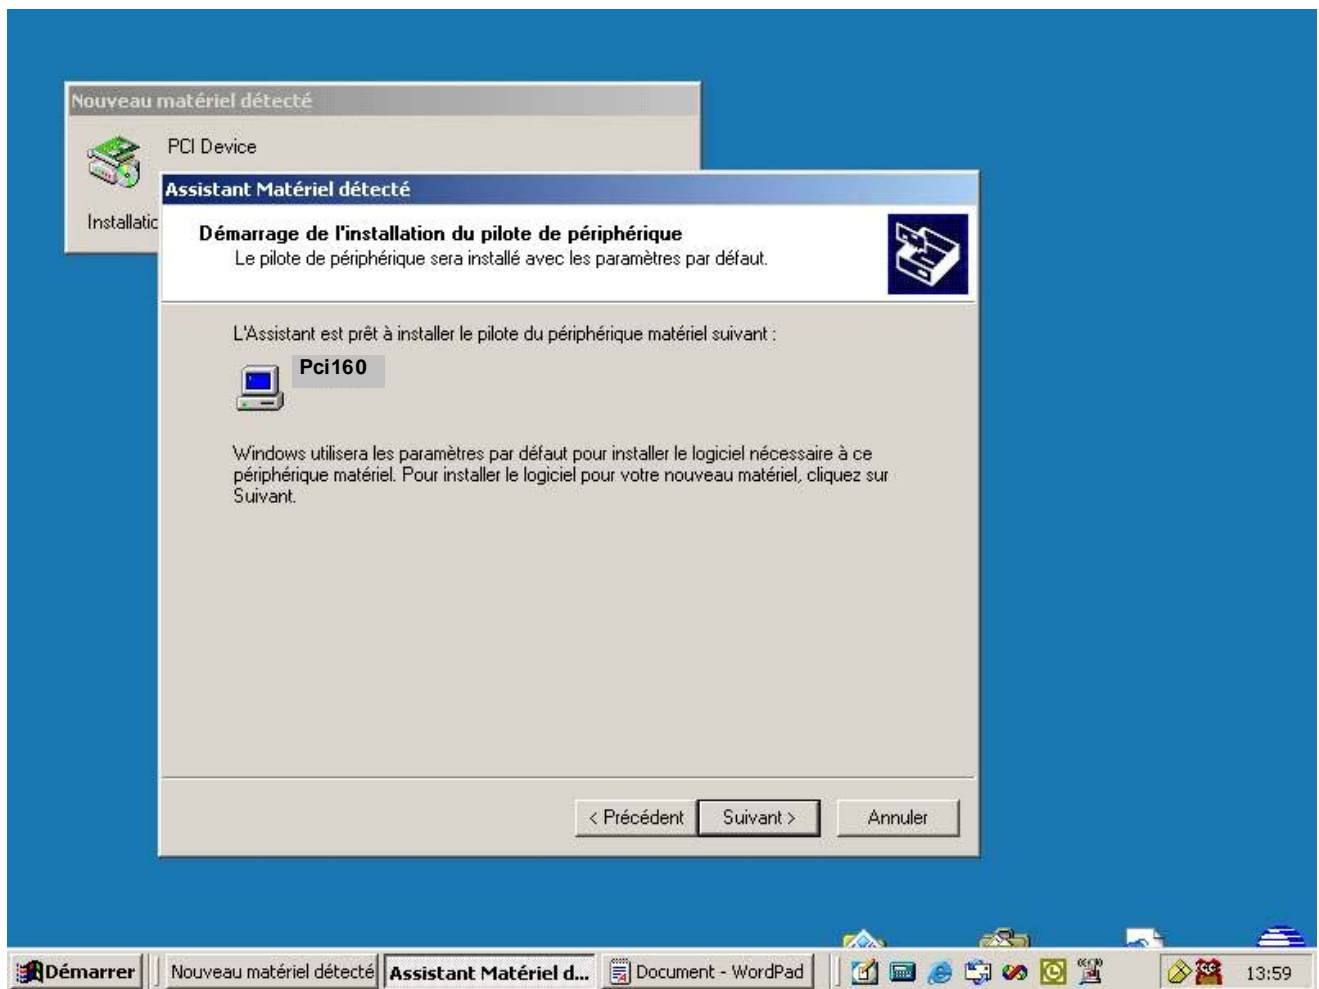 Nouveau matériel détecté
PCI Device
Assistant Matériel détecté
Installatic
Démarrage de l'installation du pilote de périphérique
Le pilote de périphérique sera installé avec les paramètres par défaut.
L'Assistant est prêt à installer le pilote du périphérique matériel suivant :
Pci160
Windows utilisera les paramètres par défaut pour installer le logiciel nécessaire à ce
périphérique matériel. Pour installer le logiciel pour votre nouveau matériel, cliquez sur
Suivant.
< Précédent Suivant > Annuler
Démarrer Nouveau matériel détecté Assistant Matériel d... Document - WordPad 13:59